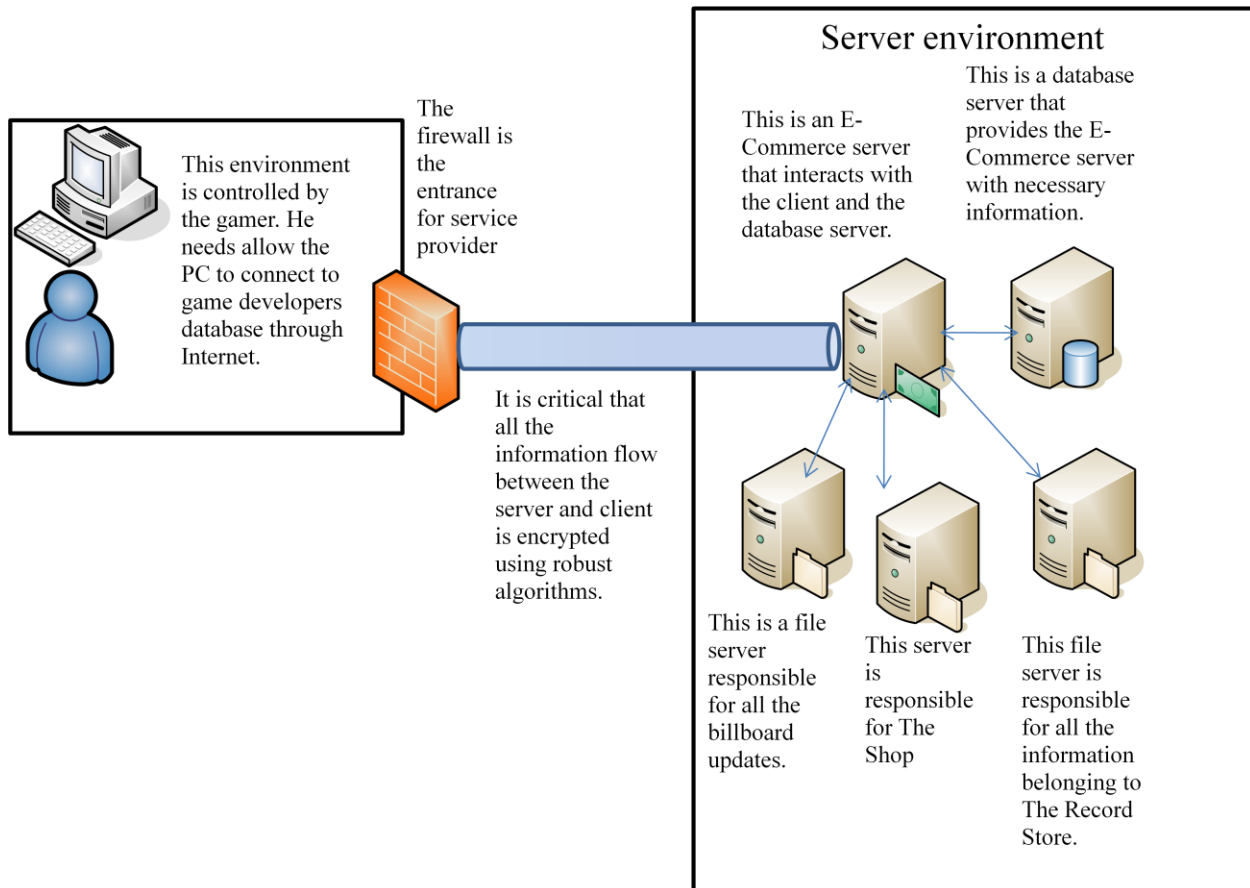 Server environment
This environment
is controlled by
the gamer. He
needs allow the
PC to connect to
game developers
database through
Internet.
The
firewall is
the
entrance
for service
provider
It is critical that
all the
information flow
between the
server and client
is encrypted
using robust
algorithms.
This is an E-
Commerce server
that interacts with
the client and the
database server.
This is a database
server that
provides the E-
Commerce server
with necessary
information.
This is a file
server
responsible
for all the
billboard
updates.
This server
is
responsible
for The
Shop
This file
server is
responsible
for all the
information
belonging to
The Record
Store.